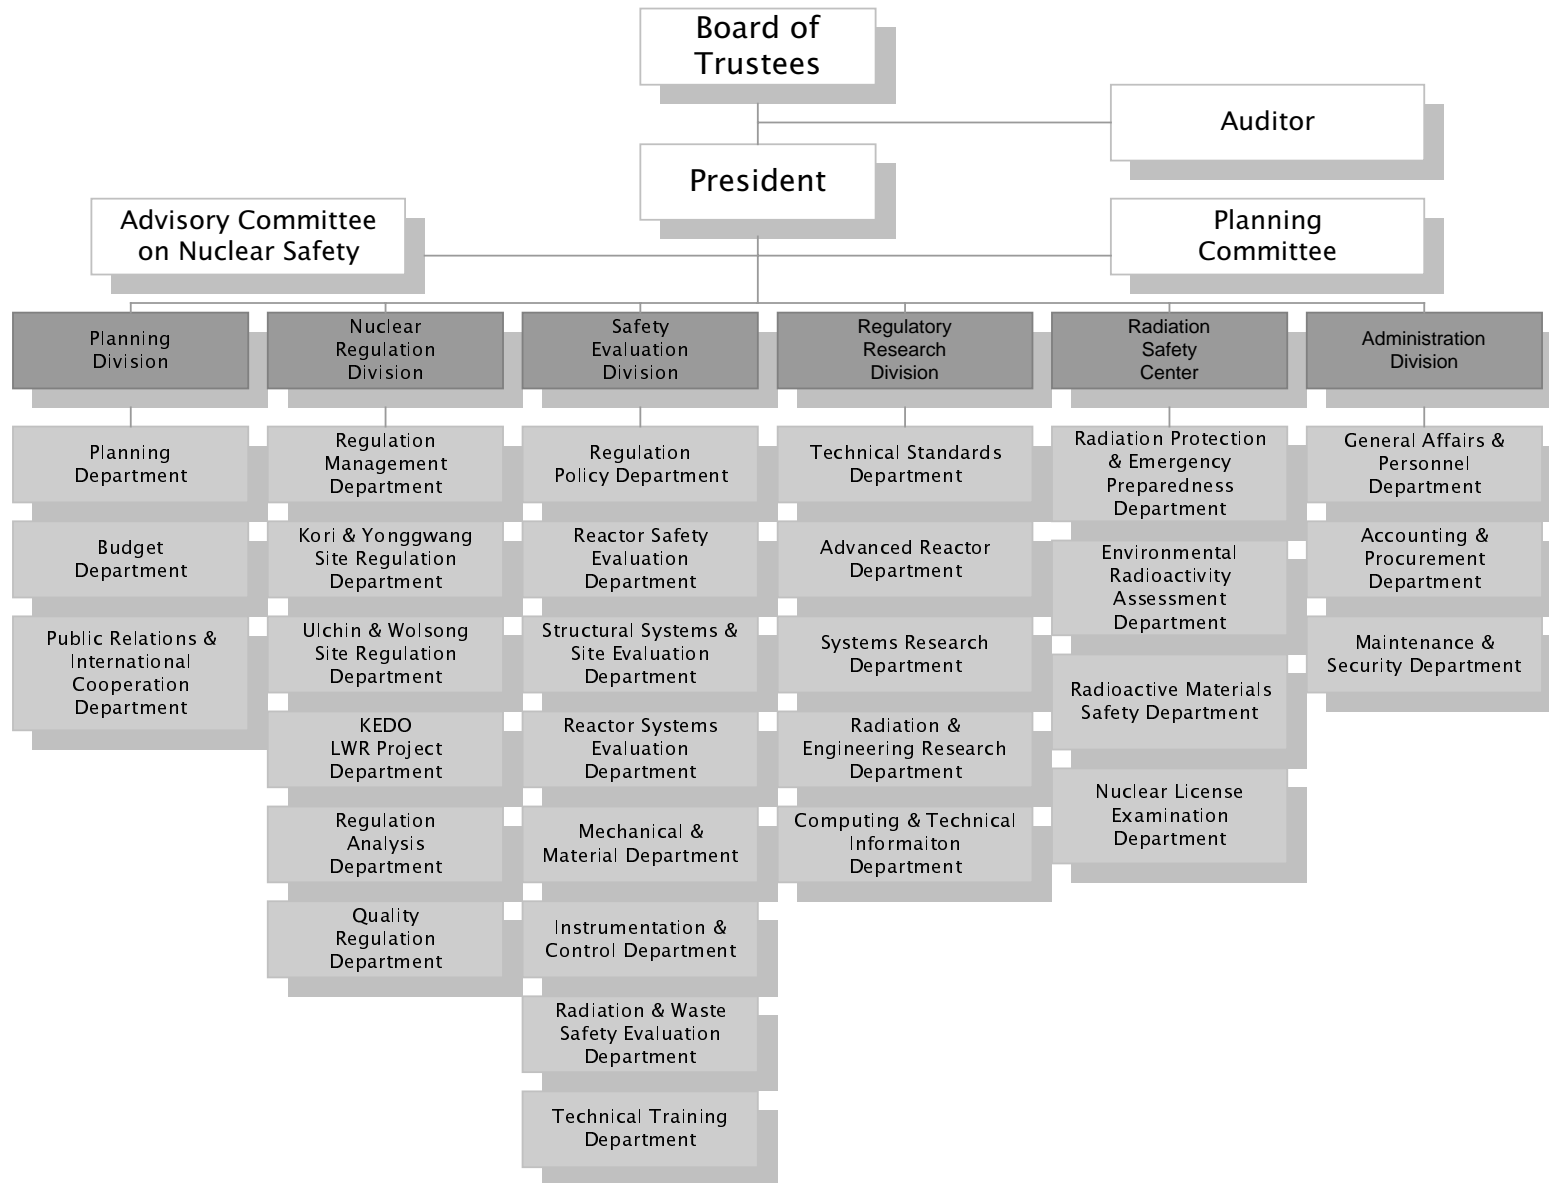 Board of
Trustees
Auditor
President
Advisory Committee
on Nuclear Safety
Planning
Committee
Planning
Division
Nuclear
Regulation
Division
Safety
Evaluation
Division
Regulatory
Research
Division
Radiation
Safety
Center
Administration
Division
Planning
Department
Budget
Department
Public Relations &
International
Cooperation
Department
Regulation
Management
Department
Kori & Yonggwang
Site Regulation
Department
Ulchin & Wolsong
Site Regulation
Department
KEDO
LWR Project
Department
Regulation
Analysis
Department
Quality
Regulation
Department
Regulation
Policy Department
Reactor Safety
Evaluation
Department
Structural Systems &
Site Evaluation
Department
Reactor Systems
Evaluation
Department
Mechanical &
Material Department
Instrumentation &
Control Department
Radiation & Waste
Safety Evaluation
Department
Technical Training
Department
Technical Standards
Department
Advanced Reactor
Department
Systems Research
Department
Radiation &
Engineering Research
Department
Computing & Technical
Informaiton
Department
Radiation Protection
& Emergency
Preparedness
Department
Environmental
Radioactivity
Assessment
Department
Radioactive Materials
Safety Department
Nuclear License
Examination
Department
General Affairs &
Personnel
Department
Accounting &
Procurement
Department
Maintenance &
Security Department